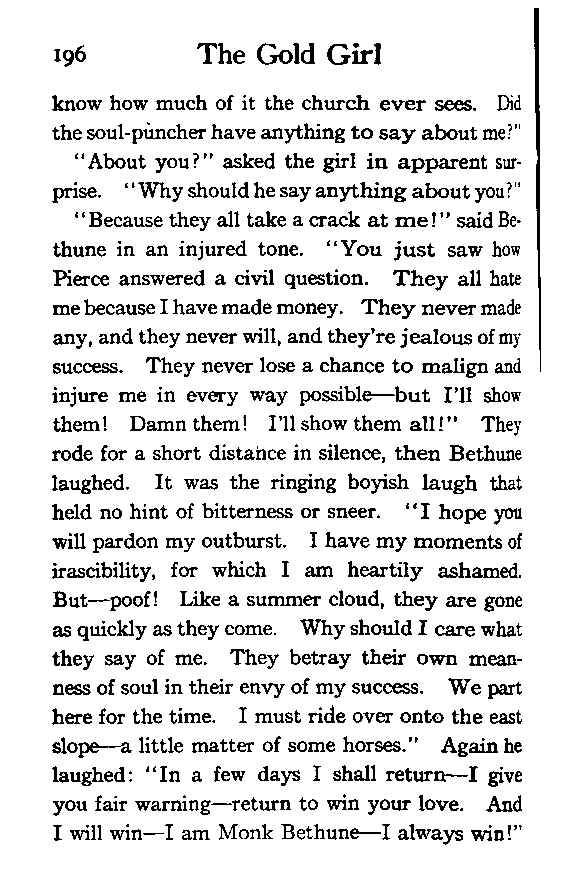 196 The Gold Girl
know how much of it the church ever sees. Did
the soul-puncher have anything to say about me?"
"About you?" asked the girl in apparent sur-
prise. "Why should he say anything about you?"
"Because they all take a crack at me!" said Be-
thune in an injured tone. "You just saw how
Pierce answered a civil question. They all hate
me because I have made money. They never made
any, and they never will, and they're jealous of my
success. They never lose a chance to malign and
injure me in every way possible—but I'll show
them! Damn them! I'll show them all!" They
rode for a short distance in silence, then Bethune
laughed. It was the ringing boyish laugh that
held no hint of bitterness or sneer. "I hope you
will pardon my outburst. I have my moments of
irascibility, for which I am heartily ashamed.
But—poof! Like a summer cloud, they are gone
as quickly as they come. Why should I care what
they say of me. They betray their own mean-
ness of soul in their envy of my success. We part
here for the time. I must ride over onto the east
slope—a little matter of some horses." Again he
laughed: "In a few days I shall return—I give
you fair warning—return to win your love. And
I will win—I am Monk Bethune—I always win!"